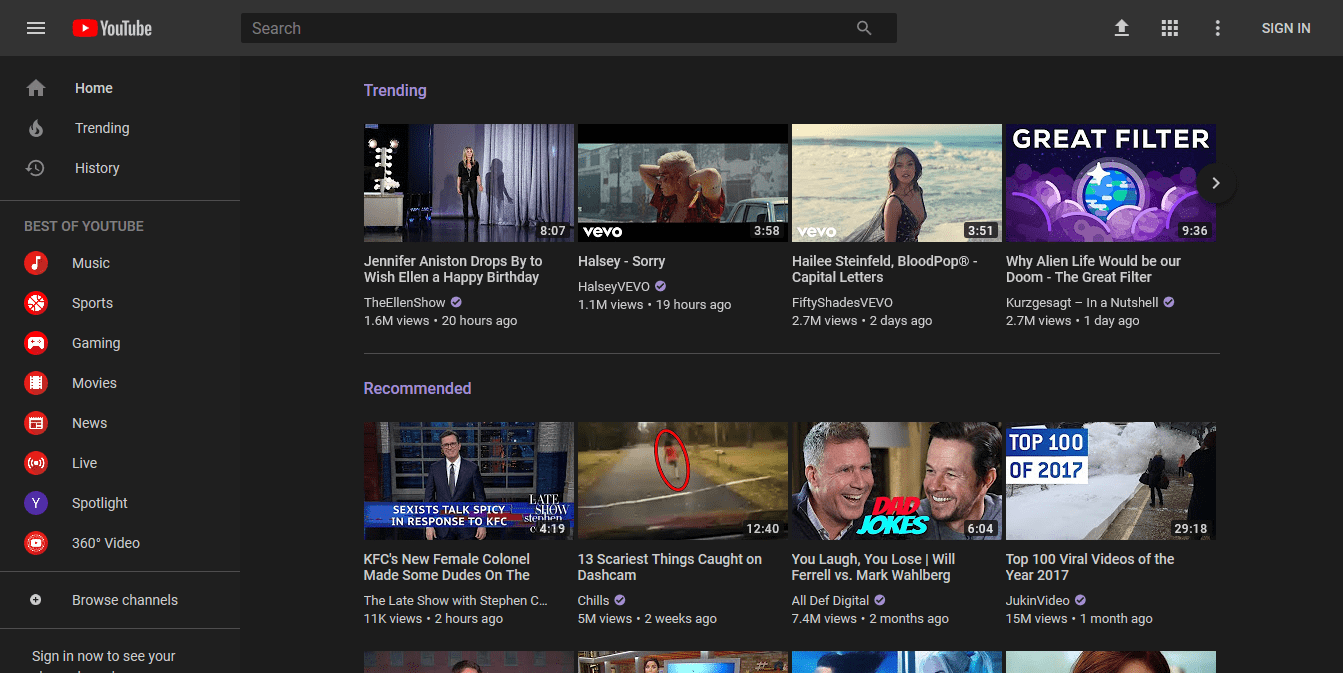 YouTube
Search
SIGN IN
Home
Trending
History
BEST OF YOUTUBE
Music
Sports
Gaming
Movies
News
Live
Y
Spotlight
360° Video
Browse channels
Sign in now to see your
Trending
8:07
Jennifer Aniston Drops By to
Wish Ellen a Happy Birthday
TheEllenShow
1.6M views • 20 hours ago
vevo
3:58
Halsey - Sorry
HalseyVEVO
1.1M views • 19 hours ago
vevo
3:51
Hailee Steinfeld, BloodPop® -
Capital Letters
FiftyShadesVEVO
2.7M views • 2 days ago
GREAT FILTER
9:36
Why Alien Life Would be our
Doom - The Great Filter
Kurzgesagt – In a Nutshell
2.7M views • 1 day ago
Recommended
SEXISTS TALK SPICY
IN RESPONSE TO KFC
LATE
SHOW
stephen
4:19
KFC's New Female Colonel
Made Some Dudes On The
The Late Show with Stephen C...
11K views • 2 hours ago
12:40
13 Scariest Things Caught on
Dashcam
Chills
5M views • 2 weeks ago
DAD
JOKES
6:04
You Laugh, You Lose | Will
Ferrell vs. Mark Wahlberg
All Def Digital
7.4M views • 2 months ago
TOP 100
OF 2017
29:18
Top 100 Viral Videos of the
Year 2017
JukinVideo
15M views • 1 month ago